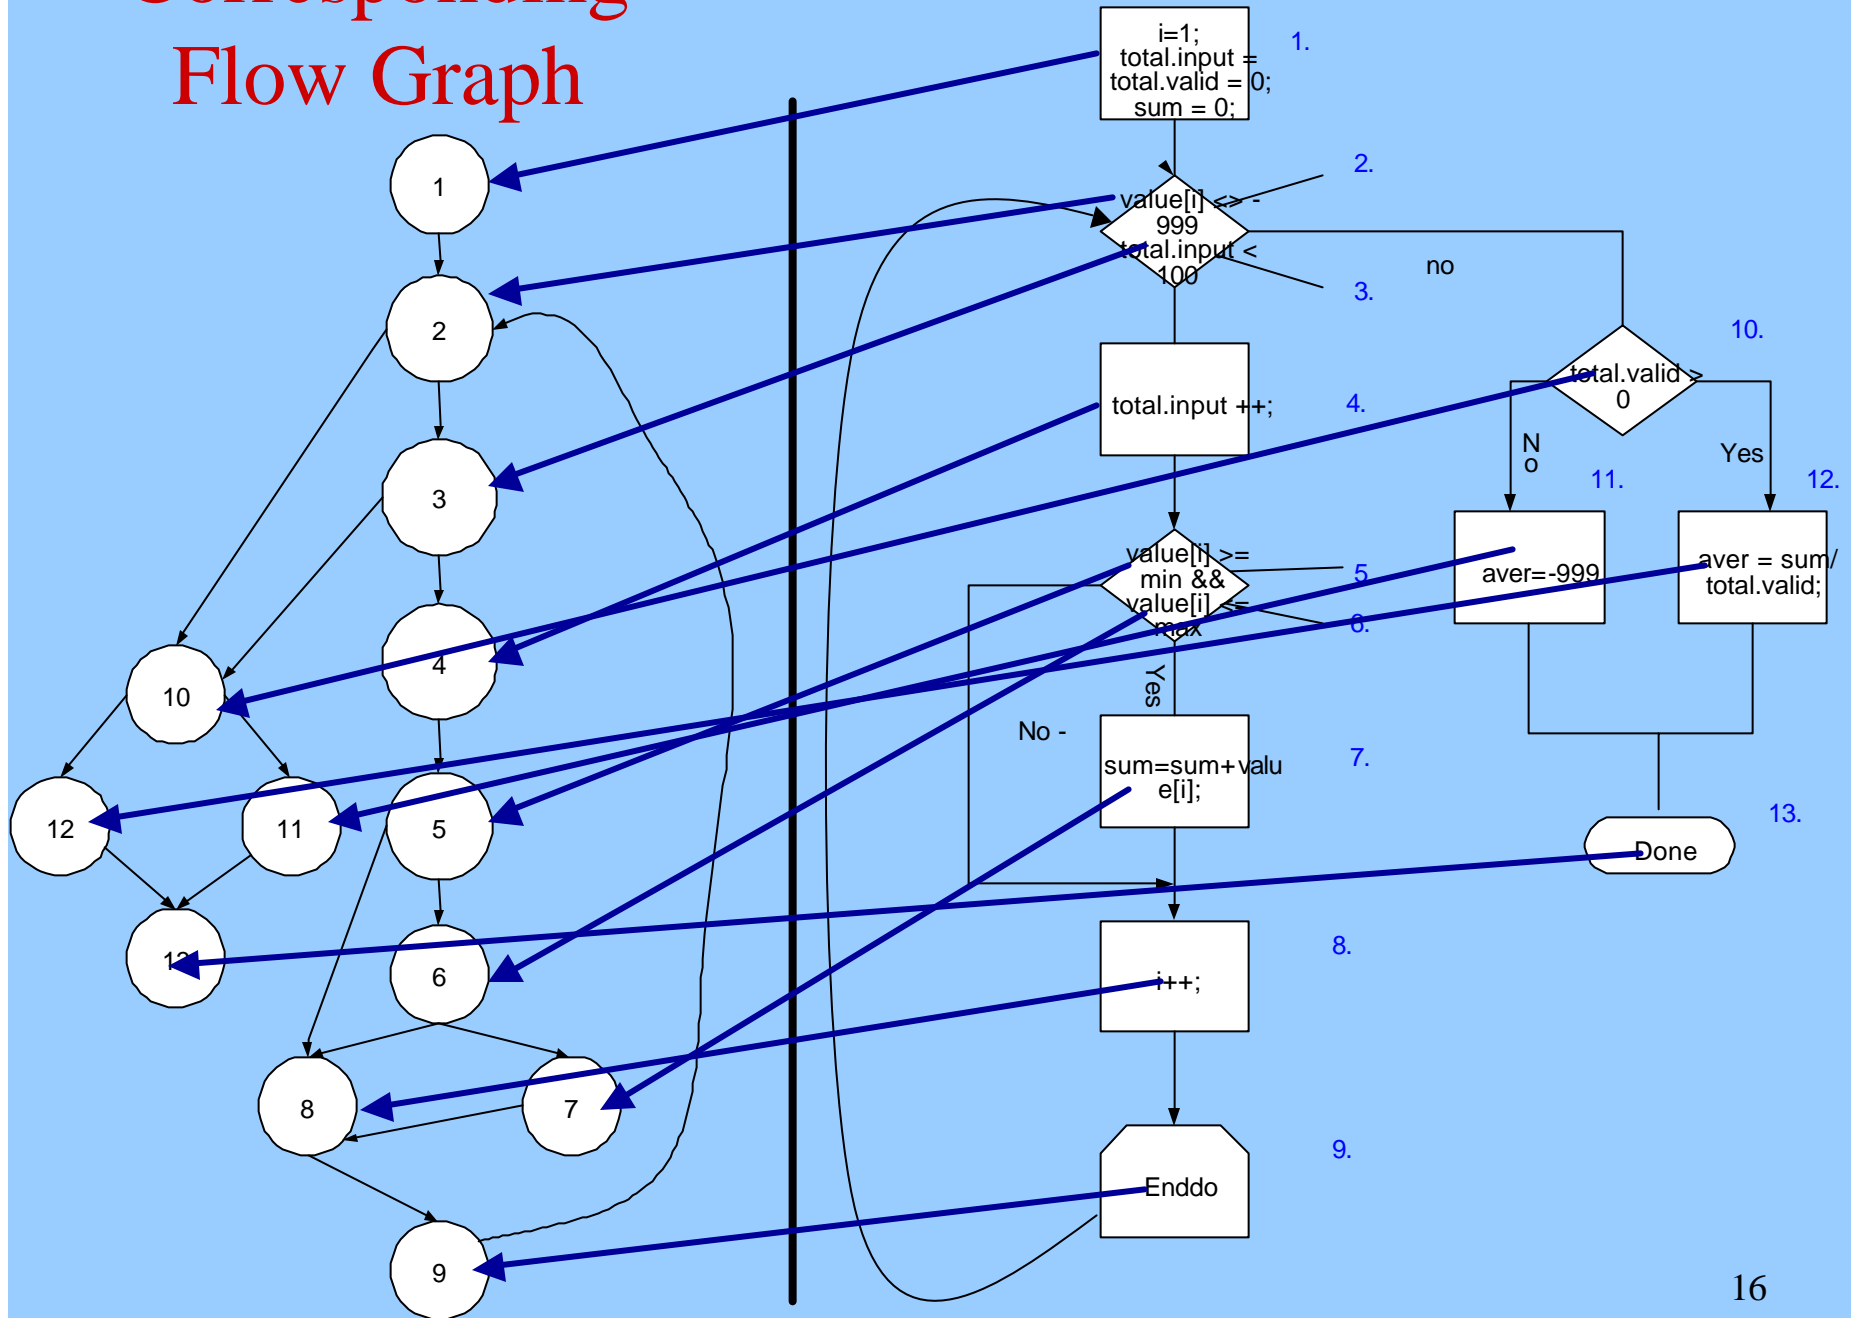 Corresponding
Flow Graph
1
2
3
4
10
12
11
5
13
6
8
7
9
i=1;
total.input =
total.valid = 0;
sum = 0;
1.
value[i] <> -
999
total.input <
100
2.
3.
no
total.input ++;
4.
total.valid >
0
10.
N
o
Yes
11.
12.
value[i] >=
min &&
value[i] <=
max
5.
6.
aver=-999
aver = sum/
total.valid;
Yes
No -
sum=sum+valu
e[i];
7.
13.
Done
i++;
8.
Enddo
9.
16